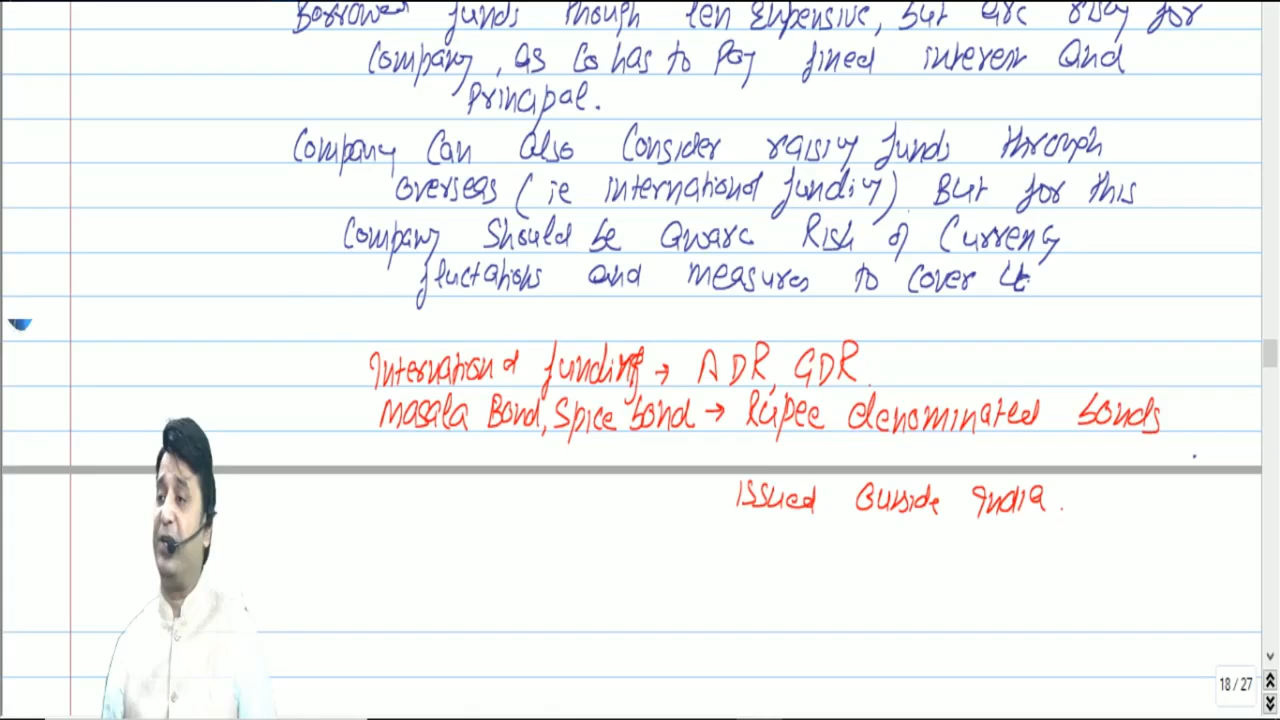 Borrowed funds though less Expensive, but are risky for
Company, as Co has to Pay fixed interest and
Principal.
Company Can also Consider raising funds through
overseas (ie international funding) But for this
Company Should be aware Risk of Currency
fluctations and measures to cover it
International funding → ADR, GDR.
Masala Bond, Spice bond → Rupee denominated bonds
issued outside India.
18 / 27